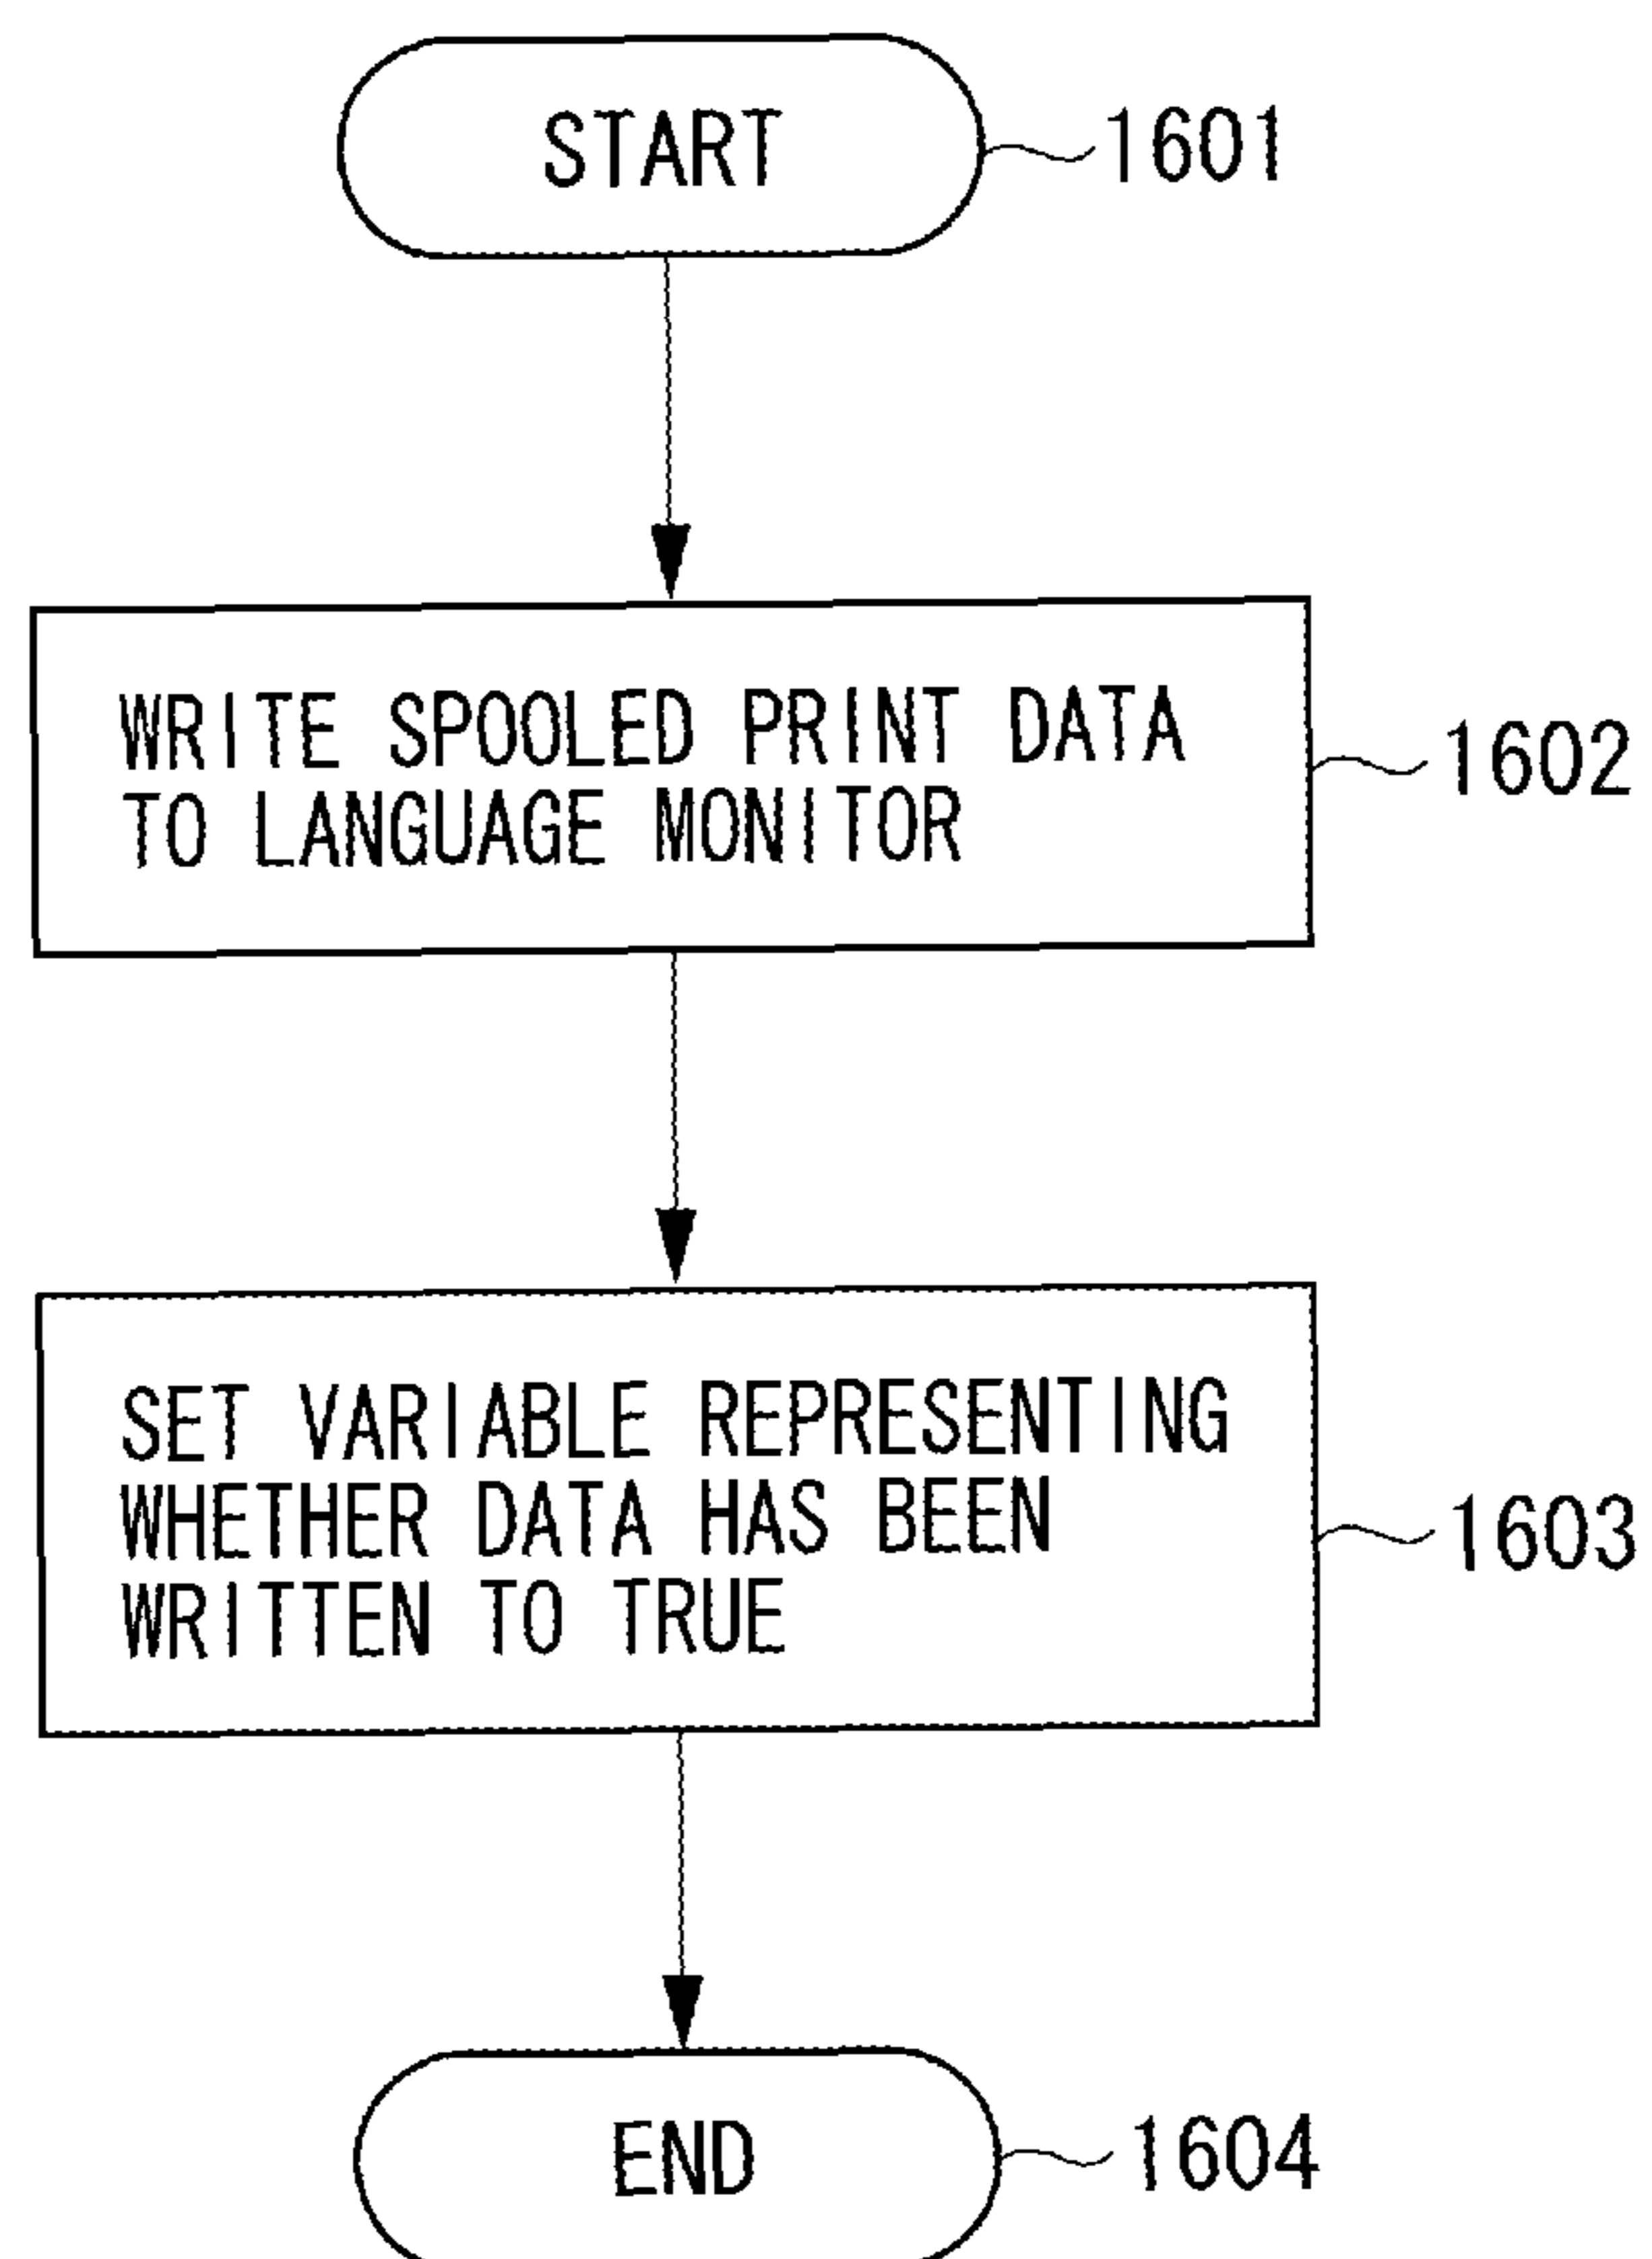 START
1601
WRITE SPOOLED PRINT DATA
TO LANGUAGE MONITOR
1602
SET VARIABLE REPRESENTING
WHETHER DATA HAS BEEN
WRITTEN TO TRUE
1603
END
1604